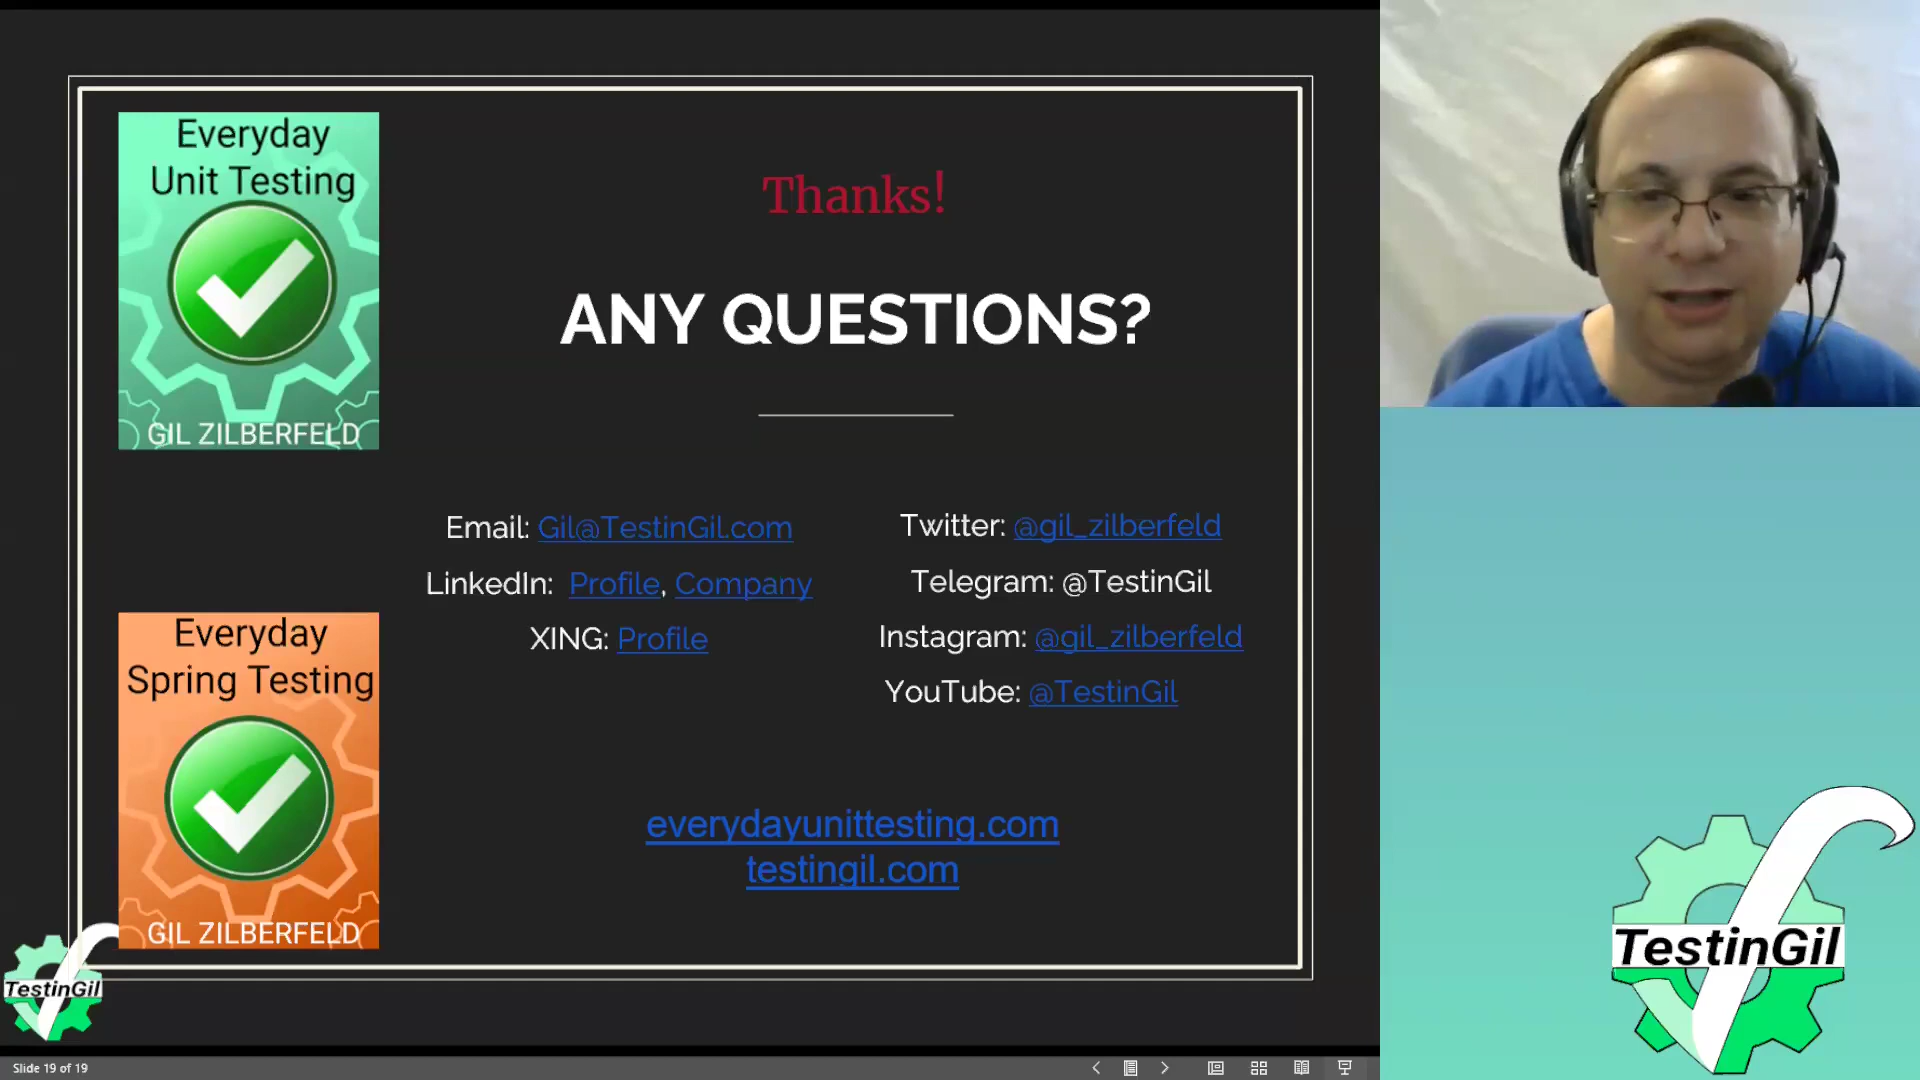 Everyday
Unit Testing
GIL ZILBERFELD
Thanks!
ANY QUESTIONS?
Email: Gil@TestinGil.com
LinkedIn: Profile, Company
XING: Profile
Twitter: @gil_zilberfeld
Telegram: @TestinGil
Instagram: @gil_zilberfeld
YouTube: @TestinGil
Everyday
Spring Testing
GIL ZILBERFELD
everydayunittesting.com
testingil.com
TestinGil
TestinGil
Slide 19 of 19